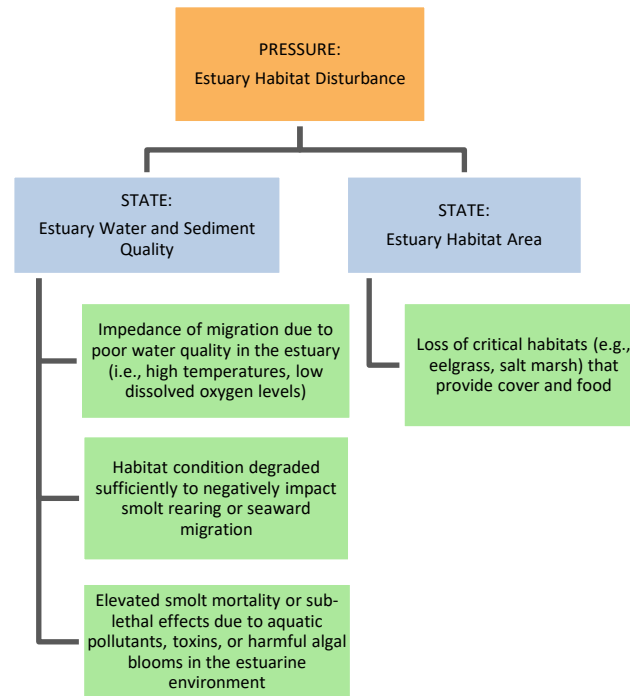 PRESSURE:
Estuary Habitat Disturbance
STATE:
Estuary Water and Sediment
Quality
STATE:
Estuary Habitat Area
Impedance of migration due to
poor water quality in the estuary
(i.e., high temperatures, low
dissolved oxygen levels)
Loss of critical habitats (e.g.,
eelgrass, salt marsh) that
provide cover and food
Habitat condition degraded
sufficiently to negatively impact
smolt rearing or seaward
migration
Elevated smolt mortality or sub-
lethal effects due to aquatic
pollutants, toxins, or harmful algal
blooms in the estuarine
environment